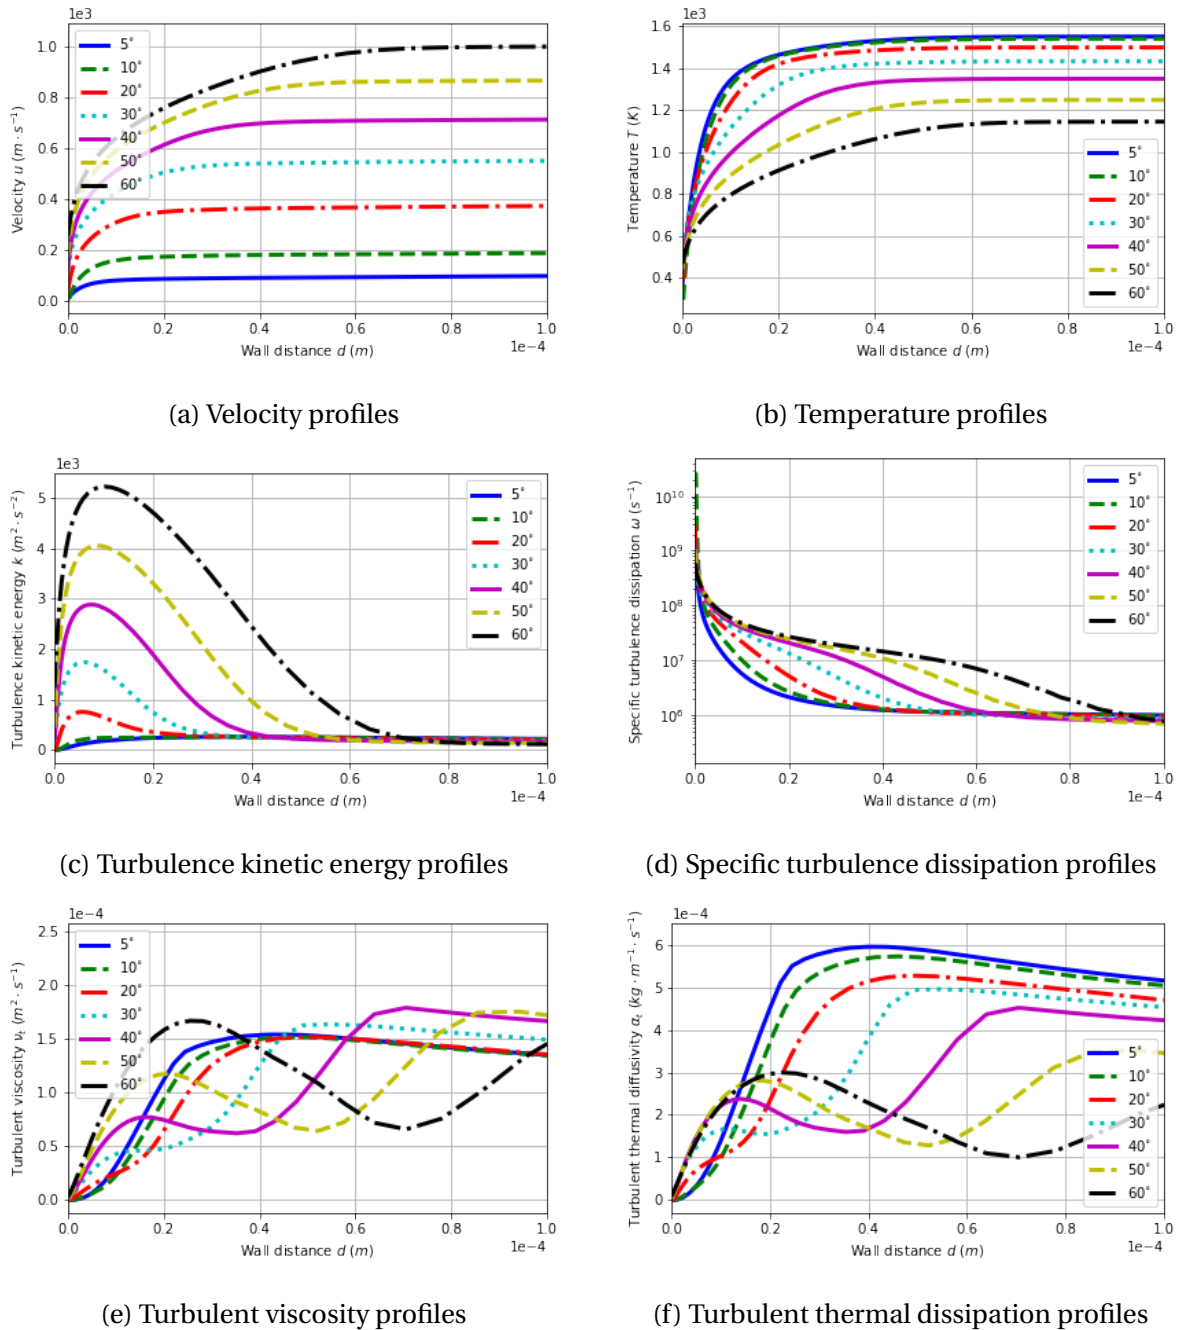 1e3
Velocity u (m · s⁻¹)
1.0
0.8
0.6
0.4
0.2
0.0
5°
10°
20°
30°
40°
50°
60°
0.0 0.2 0.4 0.6 0.8 1.0
Wall distance d (m)
1e−4
(a) Velocity profiles
1e3
Temperature T (K)
1.6
1.4
1.2
1.0
0.8
0.6
0.4
5°
10°
20°
30°
40°
50°
60°
0.0 0.2 0.4 0.6 0.8 1.0
Wall distance d (m)
1e−4
(b) Temperature profiles
1e3
Turbulence kinetic energy k (m² · s⁻²)
5
4
3
2
1
0
5°
10°
20°
30°
40°
50°
60°
0.0 0.2 0.4 0.6 0.8 1.0
Wall distance d (m)
1e−4
(c) Turbulence kinetic energy profiles
Specific turbulence dissipation ω (s⁻¹)
10¹⁰
10⁹
10⁸
10⁷
10⁶
5°
10°
20°
30°
40°
50°
60°
0.0 0.2 0.4 0.6 0.8 1.0
Wall distance d (m)
1e−4
(d) Specific turbulence dissipation profiles
1e−4
Turbulent viscosity νₜ (m² · s⁻¹)
2.5
2.0
1.5
1.0
0.5
0.0
5°
10°
20°
30°
40°
50°
60°
0.0 0.2 0.4 0.6 0.8 1.0
Wall distance d (m)
1e−4
(e) Turbulent viscosity profiles
1e−4
Turbulent thermal diffusivity αₜ (kg · m⁻¹ · s⁻¹)
6
5
4
3
2
1
0
5°
10°
20°
30°
40°
50°
60°
0.0 0.2 0.4 0.6 0.8 1.0
Wall distance d (m)
1e−4
(f) Turbulent thermal dissipation profiles